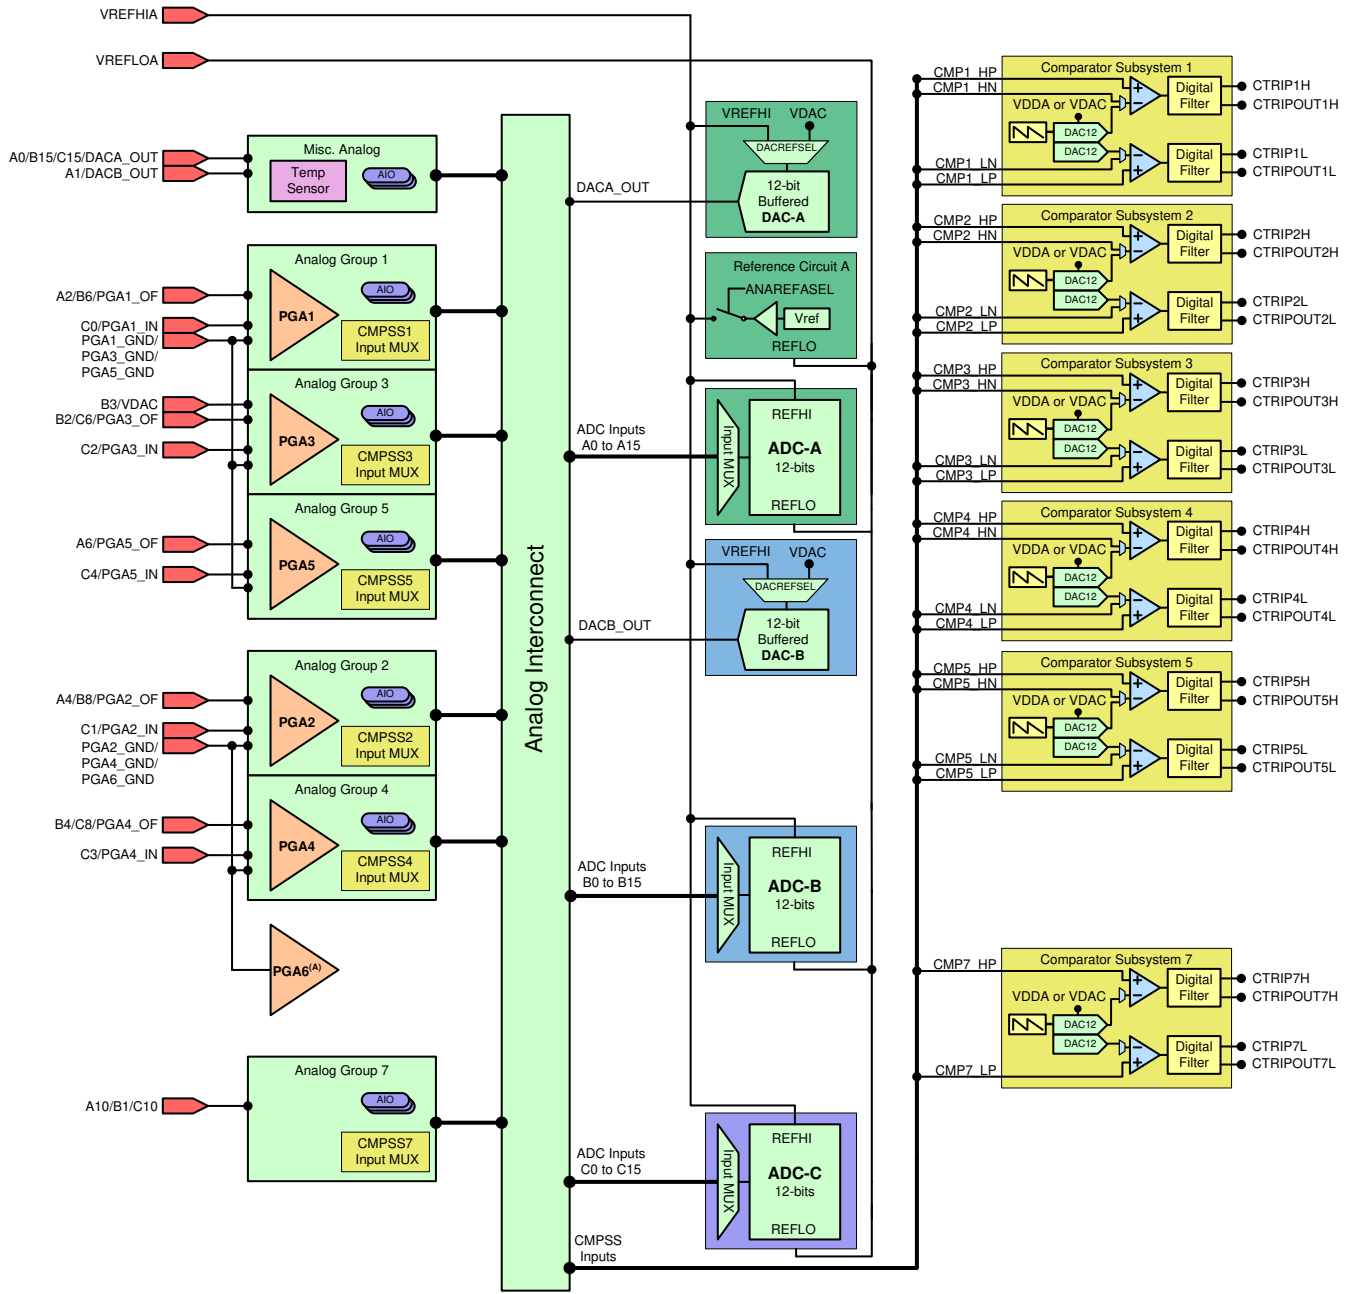 VREFHIA
VREFLOA
A0/B15/C15/DACA_OUT
A1/DACB_OUT
Misc. Analog
Temp
Sensor
AIO
A2/B6/PGA1_OF
C0/PGA1_IN
PGA1_GND/
PGA3_GND/
PGA5_GND
Analog Group 1
PGA1
AIO
CMPSS1
Input MUX
B3/VDAC
B2/C6/PGA3_OF
C2/PGA3_IN
Analog Group 3
PGA3
AIO
CMPSS3
Input MUX
A6/PGA5_OF
C4/PGA5_IN
Analog Group 5
PGA5
AIO
CMPSS5
Input MUX
A4/B8/PGA2_OF
C1/PGA2_IN
PGA2_GND/
PGA4_GND/
PGA6_GND
Analog Group 2
PGA2
AIO
CMPSS2
Input MUX
B4/C8/PGA4_OF
C3/PGA4_IN
Analog Group 4
PGA4
AIO
CMPSS4
Input MUX
PGA6(A)
A10/B1/C10
Analog Group 7
AIO
CMPSS7
Input MUX
Analog Interconnect
DACA_OUT
VREFHI VDAC
DACREFSEL
12-bit
Buffered
DAC-A
Reference Circuit A
ANAREFASEL
Vref
REFLO
ADC Inputs
A0 to A15
Input MUX
REFHI
ADC-A
12-bits
REFLO
DACB_OUT
VREFHI VDAC
DACREFSEL
12-bit
Buffered
DAC-B
ADC Inputs
B0 to B15
Input MUX
REFHI
ADC-B
12-bits
REFLO
ADC Inputs
C0 to C15
Input MUX
REFHI
ADC-C
12-bits
REFLO
CMPSS
Inputs
CMP1_HP
CMP1_HN
CMP1_LN
CMP1_LP
Comparator Subsystem 1
VDDA or VDAC
DAC12
DAC12
Digital
Filter
Digital
Filter
CTRIP1H
CTRIPOUT1H
CTRIP1L
CTRIPOUT1L
CMP2_HP
CMP2_HN
CMP2_LN
CMP2_LP
Comparator Subsystem 2
VDDA or VDAC
DAC12
DAC12
Digital
Filter
Digital
Filter
CTRIP2H
CTRIPOUT2H
CTRIP2L
CTRIPOUT2L
CMP3_HP
CMP3_HN
CMP3_LN
CMP3_LP
Comparator Subsystem 3
VDDA or VDAC
DAC12
DAC12
Digital
Filter
Digital
Filter
CTRIP3H
CTRIPOUT3H
CTRIP3L
CTRIPOUT3L
CMP4_HP
CMP4_HN
CMP4_LN
CMP4_LP
Comparator Subsystem 4
VDDA or VDAC
DAC12
DAC12
Digital
Filter
Digital
Filter
CTRIP4H
CTRIPOUT4H
CTRIP4L
CTRIPOUT4L
CMP5_HP
CMP5_HN
CMP5_LN
CMP5_LP
Comparator Subsystem 5
VDDA or VDAC
DAC12
DAC12
Digital
Filter
Digital
Filter
CTRIP5H
CTRIPOUT5H
CTRIP5L
CTRIPOUT5L
CMP7_HP
CMP7_LP
Comparator Subsystem 7
VDDA or VDAC
DAC12
DAC12
Digital
Filter
Digital
Filter
CTRIP7H
CTRIPOUT7H
CTRIP7L
CTRIPOUT7L